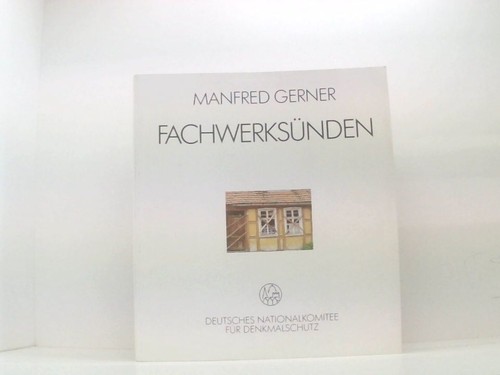 MANFRED GERNER
FACHWERKSÜNDEN
DEUTSCHES NATIONALKOMITEE
FÜR DENKMALSCHUTZ